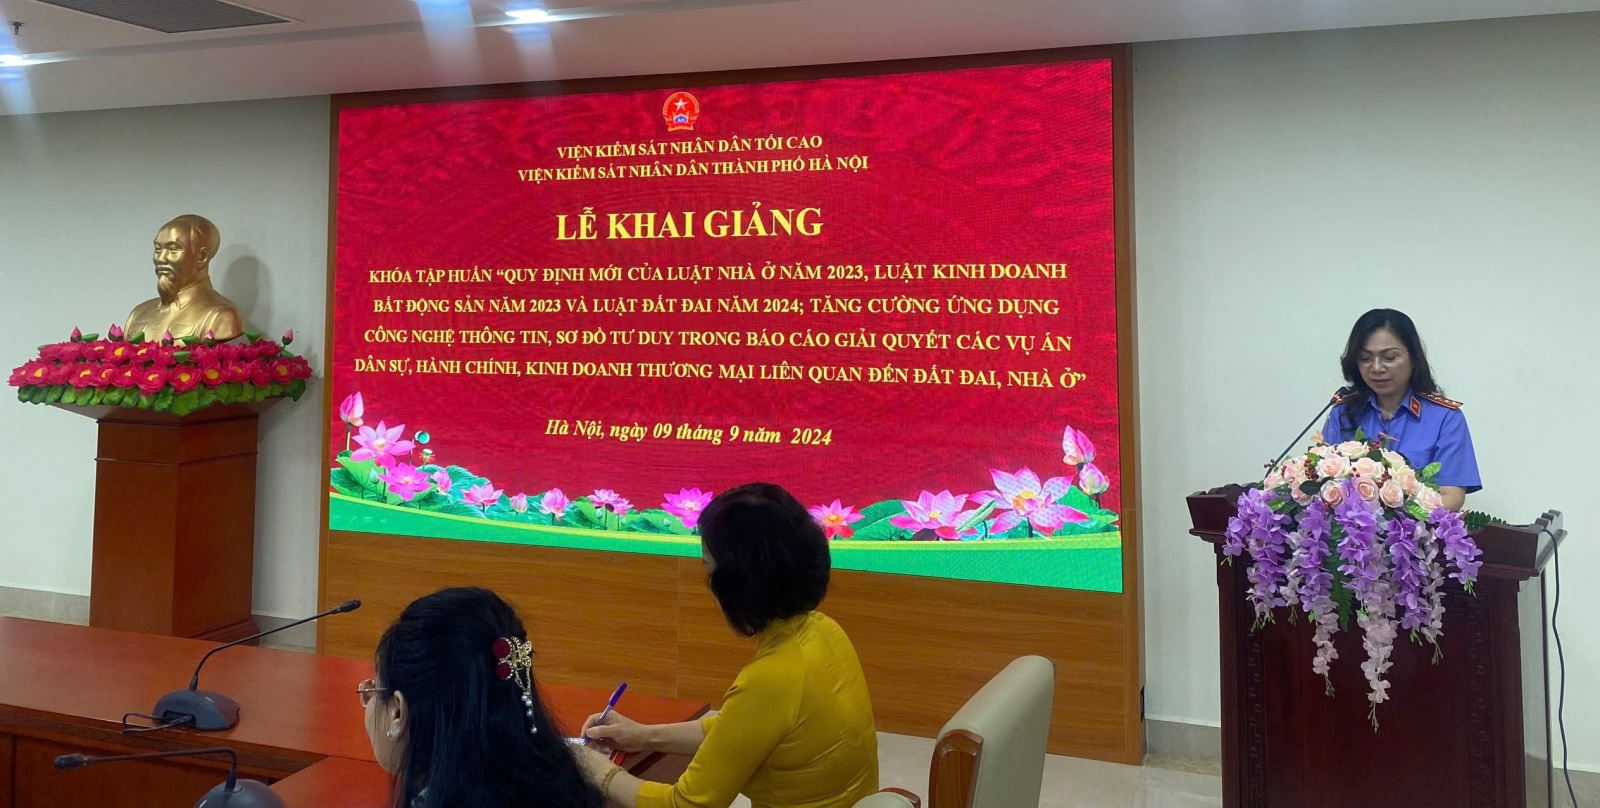 VIỆN KIỂM SÁT NHÂN DÂN TỐI CAO
VIỆN KIỂM SÁT NHÂN DÂN THÀNH PHỐ HÀ NỘI
LỄ KHAI GIẢNG
KHÓA TẬP HUẤN “QUY ĐỊNH MỚI CỦA LUẬT NHÀ Ở NĂM 2023, LUẬT KINH DOANH
BẤT ĐỘNG SẢN NĂM 2023 VÀ LUẬT ĐẤT ĐAI NĂM 2024; TĂNG CƯỜNG ỨNG DỤNG
CÔNG NGHỆ THÔNG TIN, SƠ ĐỒ TƯ DUY TRONG BÁO CÁO GIẢI QUYẾT CÁC VỤ ÁN
DÂN SỰ, HÀNH CHÍNH, KINH DOANH THƯƠNG MẠI LIÊN QUAN ĐẾN ĐẤT ĐAI, NHÀ Ở”
Hà Nội, ngày 09 tháng 9 năm 2024